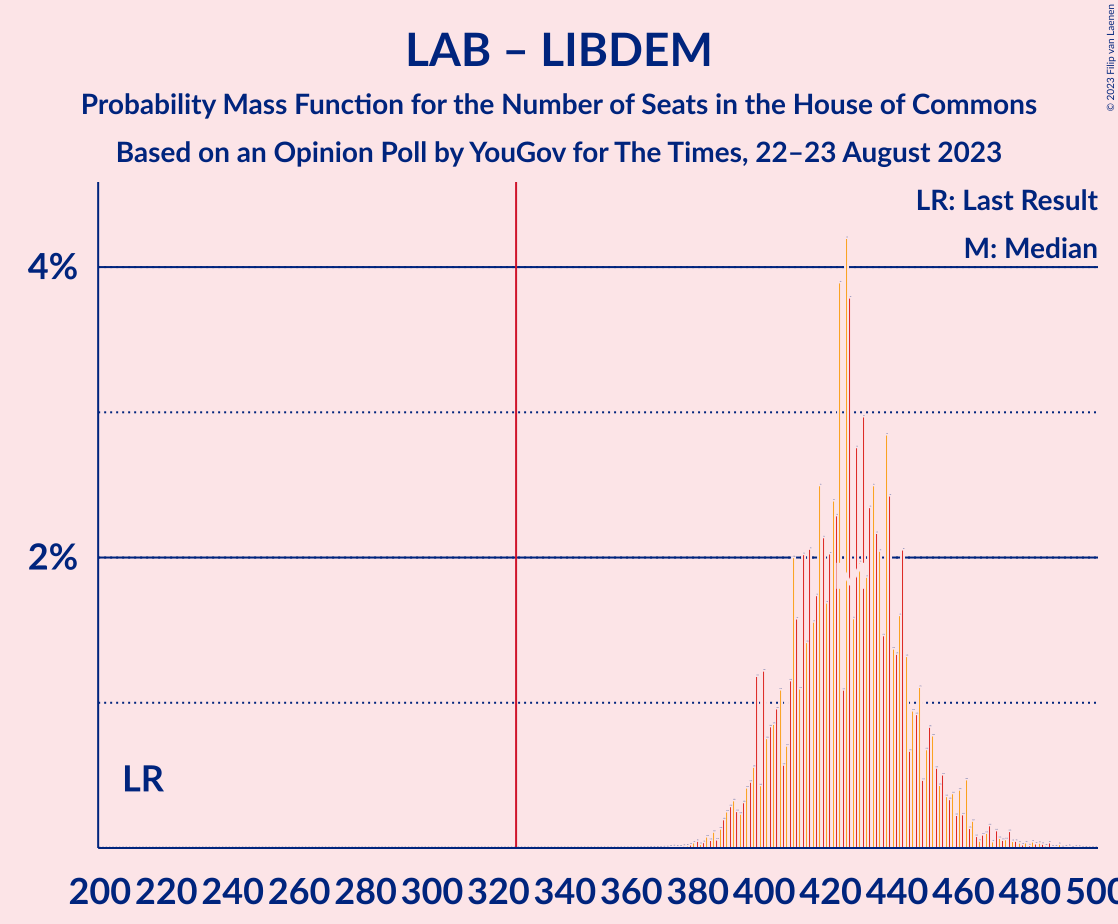 LAB – LIBDEM
Probability Mass Function for the Number of Seats in the House of Commons
Based on an Opinion Poll by YouGov for The Times, 22–23 August 2023
© 2023 Filip van Laenen
LR: Last Result
M: Median
4%
2%
LR
200 220 240 260 280 300 320 340 360 380 400 420 440 460 480 500